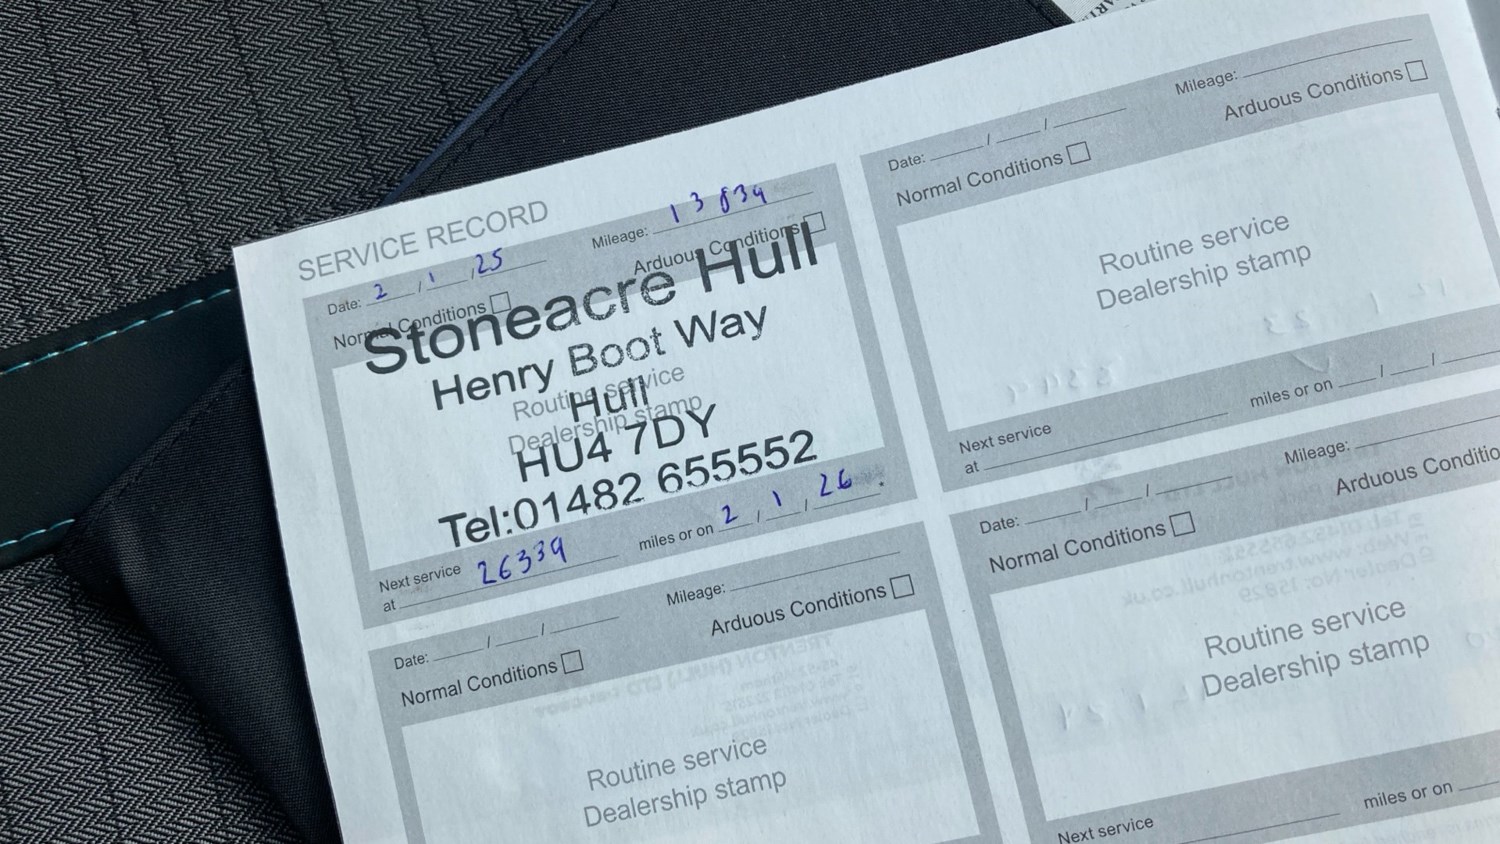 SERVICE RECORD
Date: 2 / 1 / 25
Mileage: 13839
Normal Conditions
Arduous Conditions
Stoneacre Hull
Henry Boot Way
Hull
HU4 7DY
Tel:01482 655552
Routine service
Dealership stamp
Next service
at 26339 miles or on 2 / 1 / 26
Date: / /
Mileage:
Normal Conditions
Arduous Conditions
Routine service
Dealership stamp
Next service
at miles or on / /
Date: / /
Mileage:
Normal Conditions
Arduous Conditions
Routine service
Dealership stamp
Date: / /
Mileage:
Normal Conditions
Arduous Conditio
Routine service
Dealership stamp
Next service
miles or on